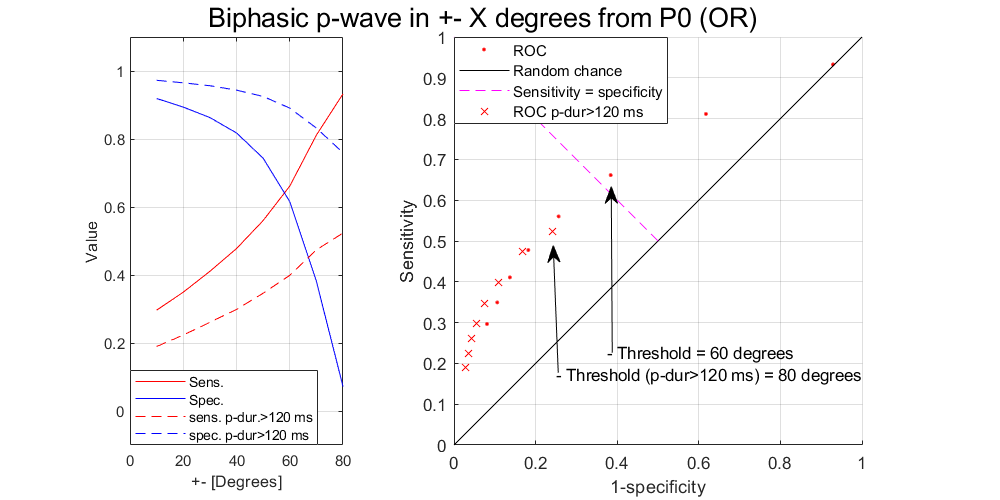 Biphasic p-wave in +- X degrees from P0 (OR)
Value
1
0.8
0.6
0.4
0.2
0
Sens.
Spec.
sens. p-dur.>120 ms
spec. p-dur>120 ms
0 20 40 60 80
+- [Degrees]
Sensitivity
1
0.9
0.8
0.7
0.6
0.5
0.4
0.3
0.2
0.1
0
ROC
Random chance
Sensitivity = specificity
ROC p-dur>120 ms
- Threshold = 60 degrees
- Threshold (p-dur>120 ms) = 80 degrees
0 0.2 0.4 0.6 0.8 1
1-specificity